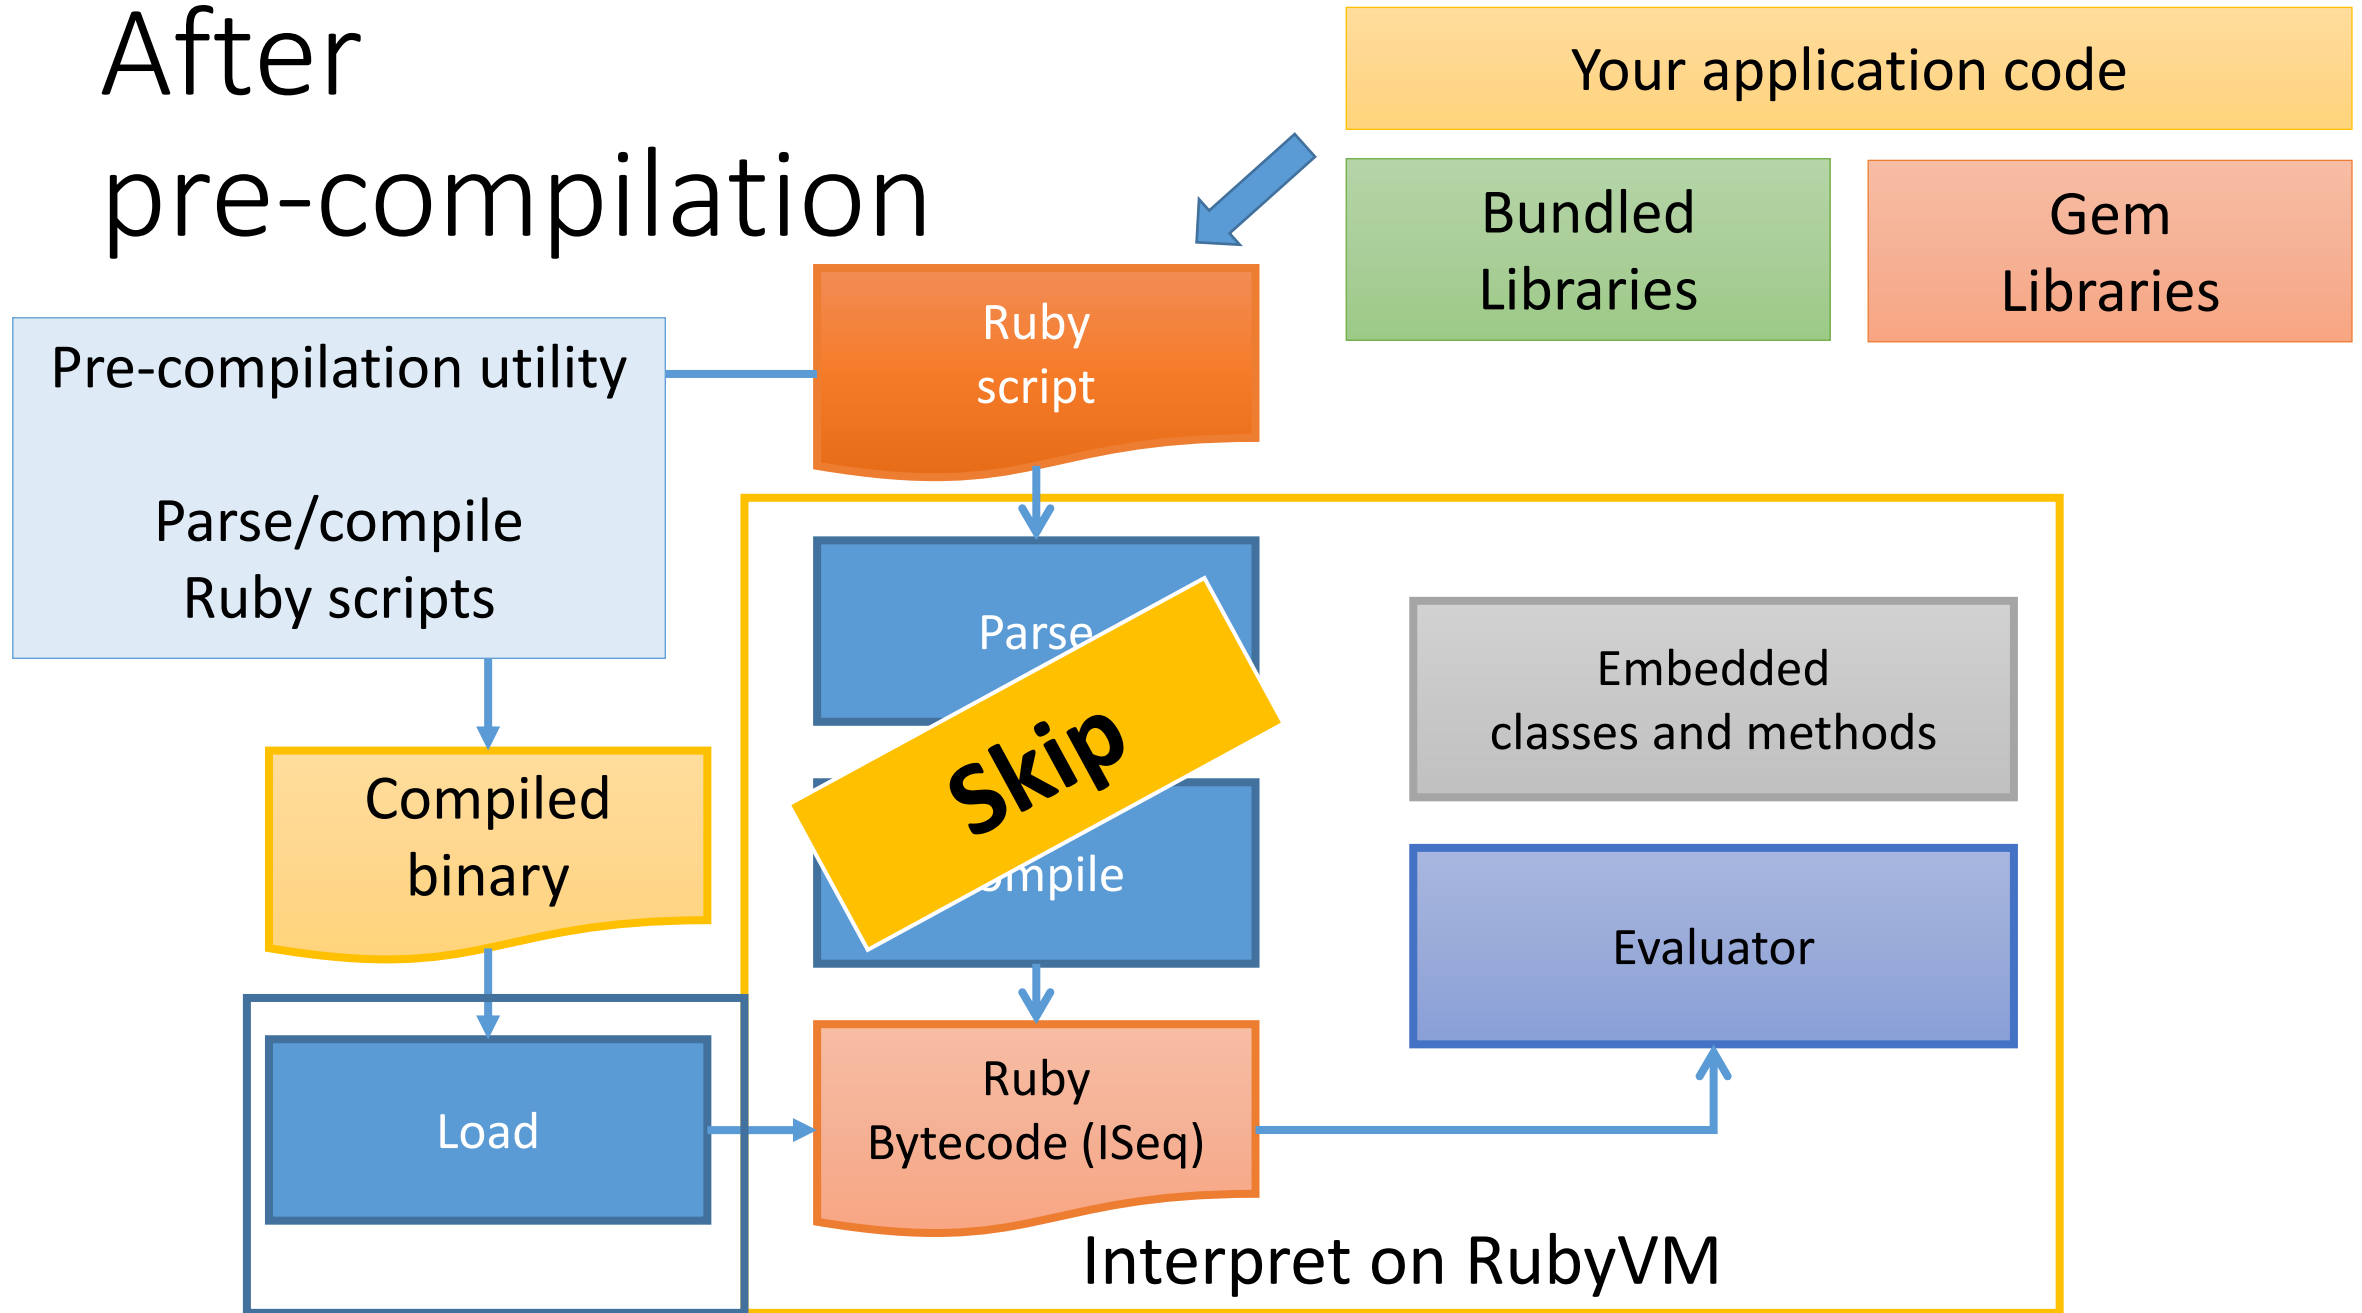 After
pre-compilation
Your application code
Bundled
Libraries
Gem
Libraries
Ruby
script
Pre-compilation utility
Parse/compile
Ruby scripts
Parse
Skip
ompile
Embedded
classes and methods
Compiled
binary
Evaluator
Load
Ruby
Bytecode (ISeq)
Interpret on RubyVM